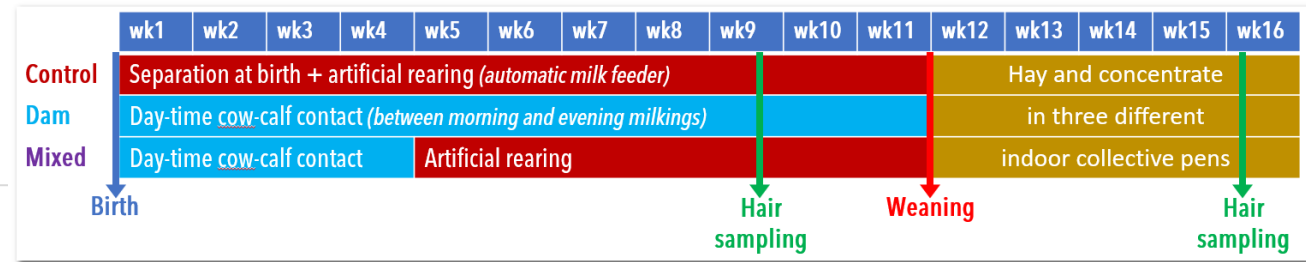 wk1 wk2 wk3 wk4 wk5 wk6 wk7 wk8 wk9 wk10 wk11 wk12 wk13 wk14 wk15 wk16
Control Separation at birth + artificial rearing (automatic milk feeder) Hay and concentrate
Dam Day-time cow-calf contact (between morning and evening milkings) in three different
Mixed Day-time cow-calf contact Artificial rearing indoor collective pens
Birth Hair Weaning Hair
sampling sampling